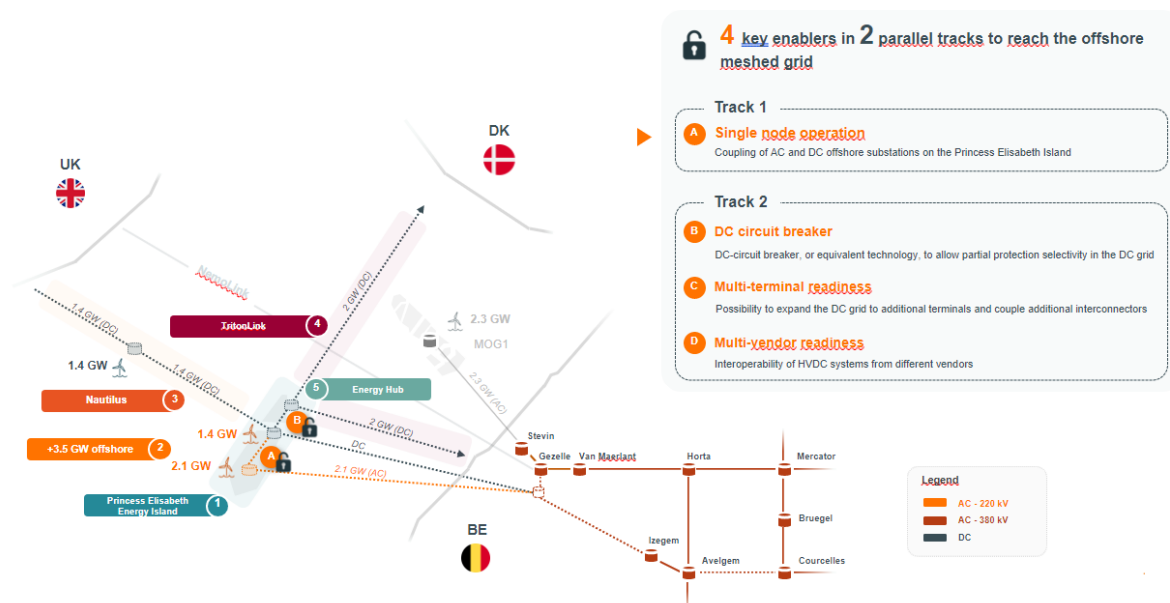 4 key enablers in 2 parallel tracks to reach the offshore
meshed grid
Track 1
A Single node operation
Coupling of AC and DC offshore substations on the Princess Elisabeth Island
Track 2
B DC circuit breaker
DC-circuit breaker, or equivalent technology, to allow partial protection selectivity in the DC grid
C Multi-terminal readiness
Possibility to expand the DC grid to additional terminals and couple additional interconnectors
D Multi-vendor readiness
Interoperability of HVDC systems from different vendors
UK
DK
NemoLink
2 GW (DC)
1.4 GW (DC)
TritonLink 4
2.3 GW
MOG1
1.4 GW
1.4 GW (DC)
2.3 GW (AC)
5 Energy Hub
Nautilus 3
B
2 GW (DC)
1.4 GW
DC
+3.5 GW offshore 2
A
2.1 GW
2.1 GW (AC)
Princess Elisabeth
Energy Island
1
BE
Stevin
Gezelle
Van Maerlant
Horta
Mercator
Bruegel
Izegem
Avelgem
Courcelles
Legend
AC - 220 kV
AC - 380 kV
DC